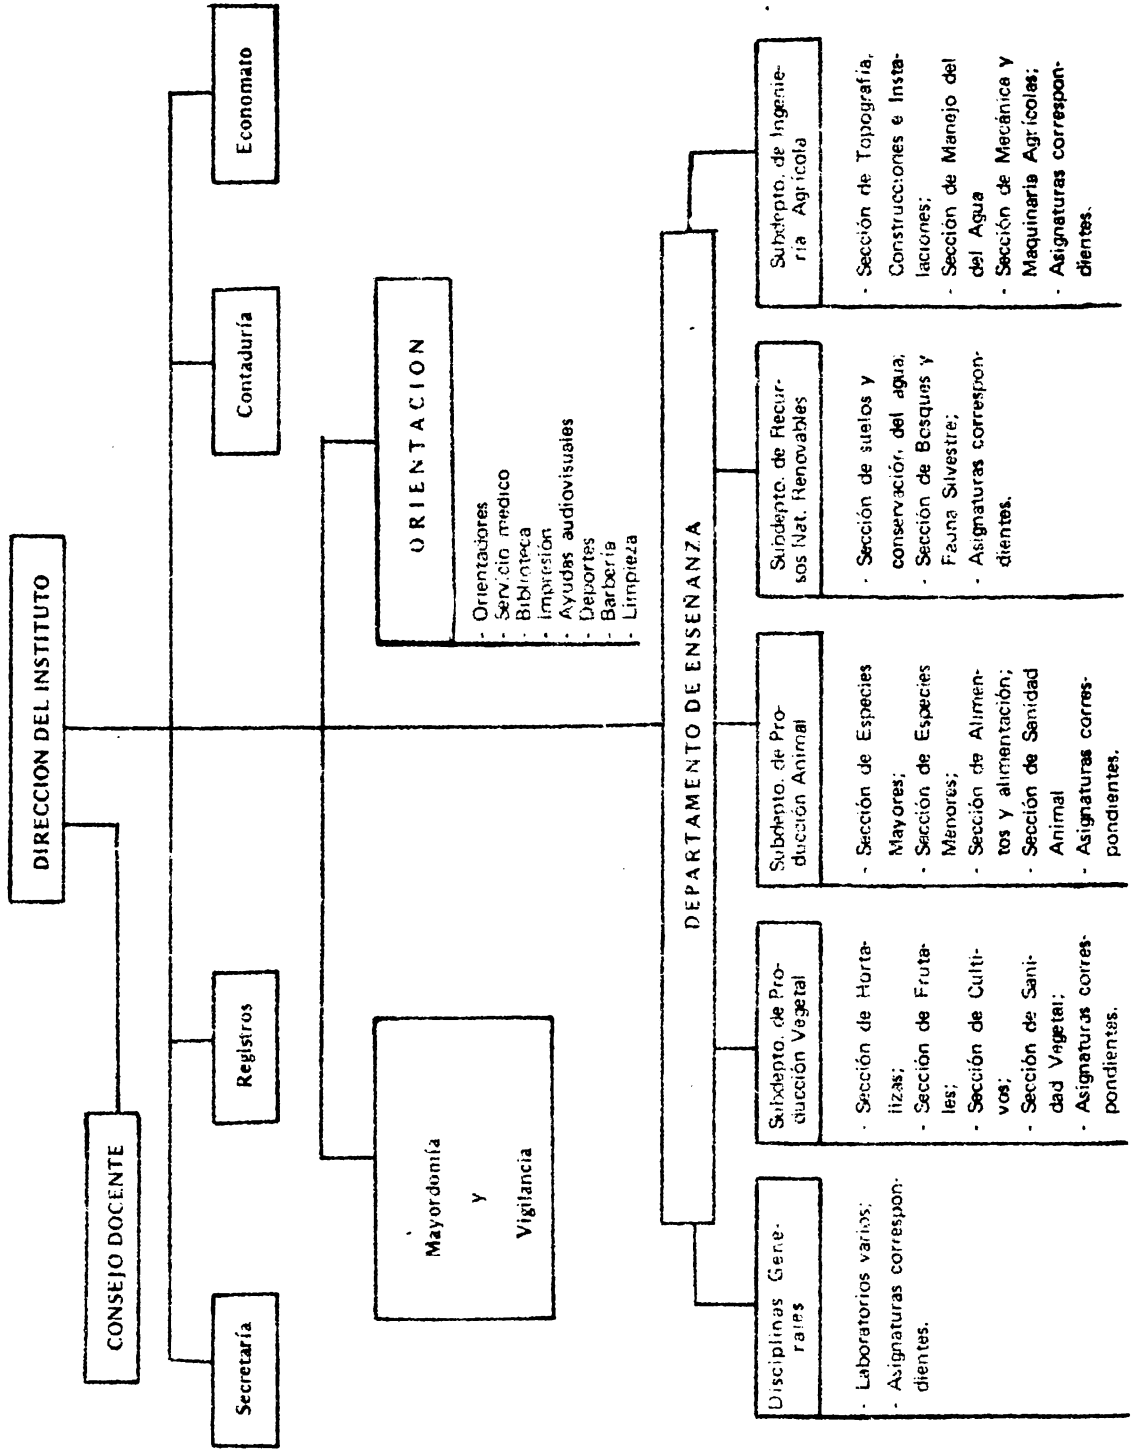 DIRECCION DEL INSTITUTO
CONSEJO DOCENTE
Secretaría
Registros
Contaduría
Economato
Mayordomía
y
Vigilancia
ORIENTACION
- Orientadores
- Servicio médico
- Biblioteca
- Impresión
- Ayudas audiovisuales
- Deportes
- Barbería
- Limpieza
DEPARTAMENTO DE ENSEÑANZA
Disciplinas Gene-
rales
- Laboratorios varios;
- Asignaturas correspon-
dientes.
Subdepto. de Pro-
ducción Vegetal
- Sección de Horta-
lizas;
- Sección de Fruta-
les;
- Sección de Culti-
vos;
- Sección de Sani-
dad Vegetal;
- Asignaturas corres-
pondientes.
Subdepto. de Pro-
ducción Animal
- Sección de Especies
Mayores;
- Sección de Especies
Menores;
- Sección de Alimen-
tos y alimentación;
- Sección de Sanidad
Animal
- Asignaturas corres-
pondientes.
Subdepto. de Recur-
sos Nat. Renovables
- Sección de suelos y
conservación, del agua;
- Sección de Bosques y
Fauna Silvestre;
- Asignaturas correspon-
dientes.
Subdepto. de Ingenie-
ría Agrícola
- Sección de Topografía,
Construcciones e Insta-
laciones;
- Sección de Manejo del
del Agua
- Sección de Mecánica y
Maquinaria Agrícolas;
- Asignaturas correspon-
dientes.